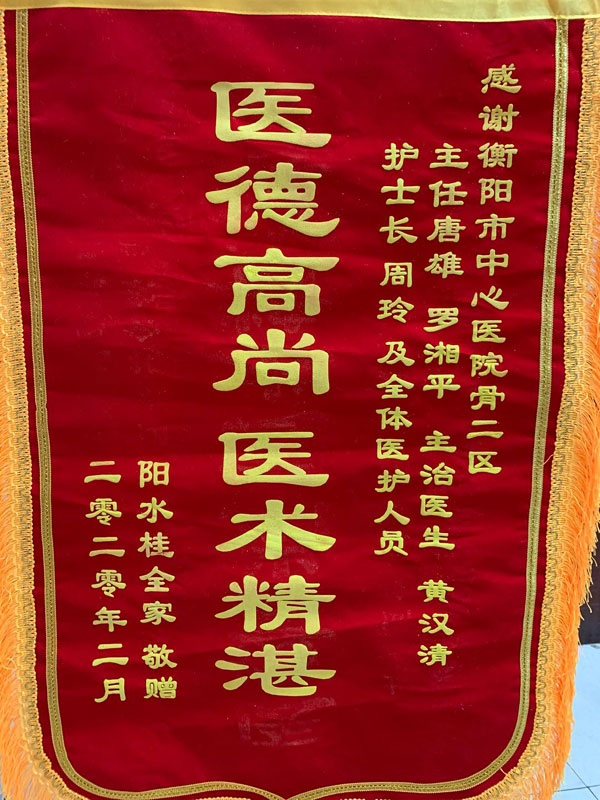 感谢衡阳市中心医院骨二区
主任唐雄 罗湘平 主治医生 黄汉清
护士长 周玲 及全体医护人员
医德高尚 医术精湛
阳水桂全家 敬赠
二零二零年二月